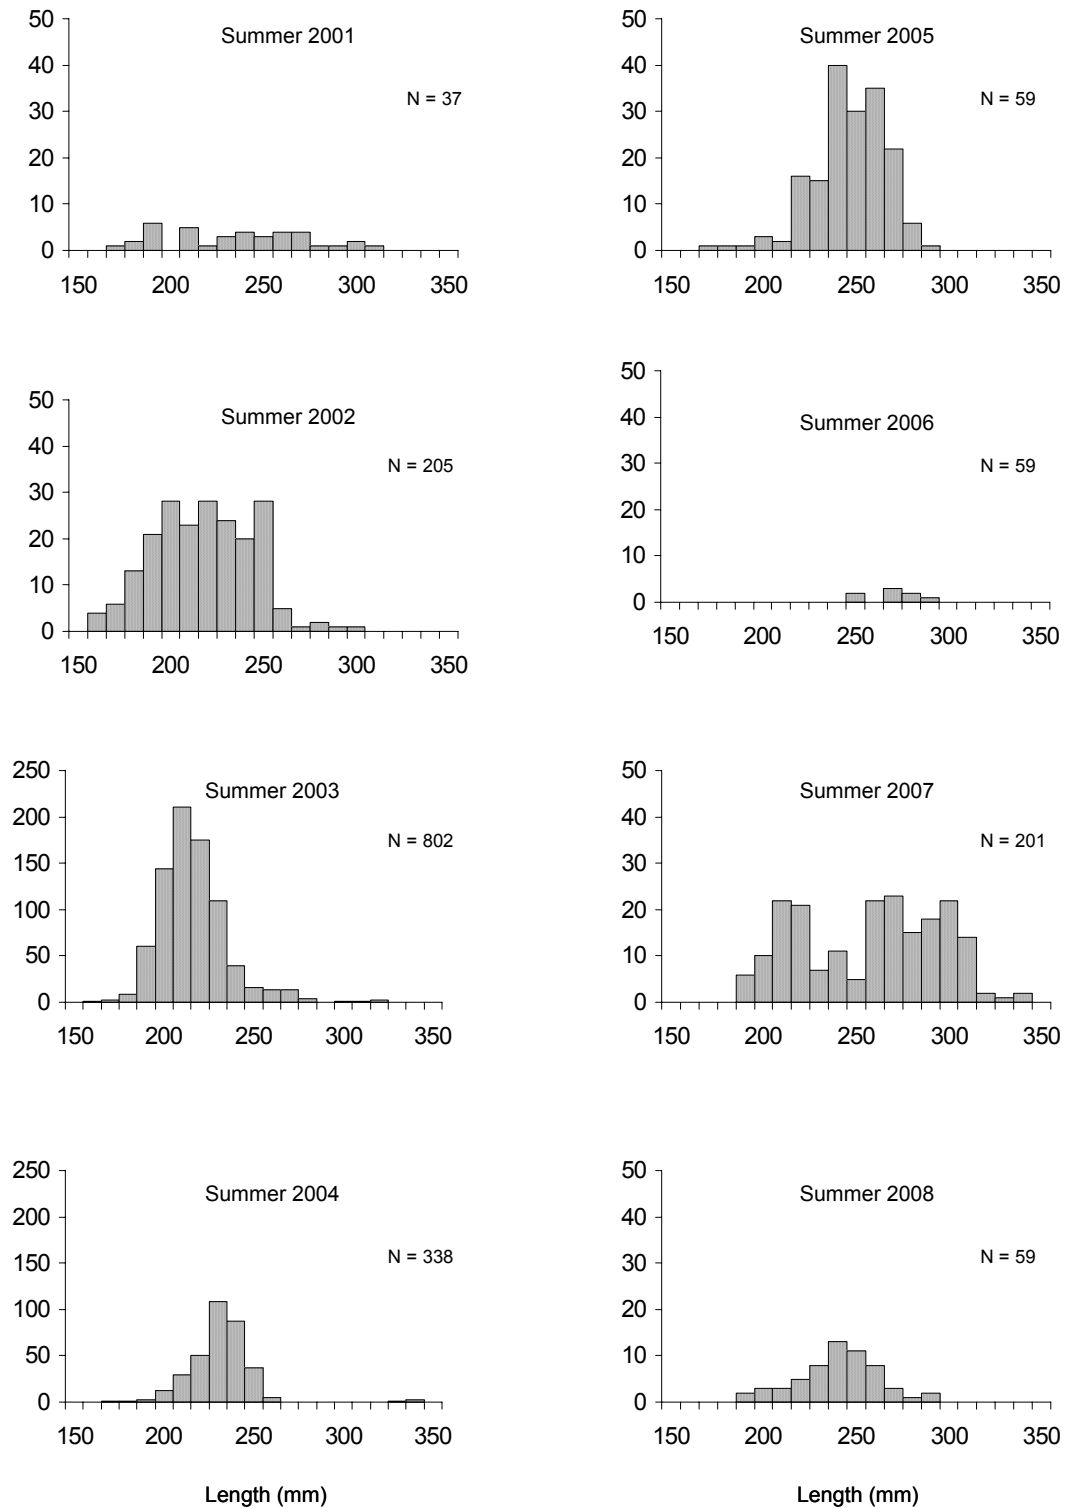 50
Summer 2001
40
N = 37
30
20
10
0
150 200 250 300 350
50
Summer 2002
40
N = 205
30
20
10
0
150 200 250 300 350
250
Summer 2003
200
N = 802
150
100
50
0
150 200 250 300 350
250
Summer 2004
200
N = 338
150
100
50
0
150 200 250 300 350
Length (mm)
50
Summer 2005
40
N = 59
30
20
10
0
150 200 250 300 350
50
Summer 2006
40
N = 59
30
20
10
0
150 200 250 300 350
50
Summer 2007
40
N = 201
30
20
10
0
150 200 250 300 350
50
Summer 2008
40
N = 59
30
20
10
0
150 200 250 300 350
Length (mm)